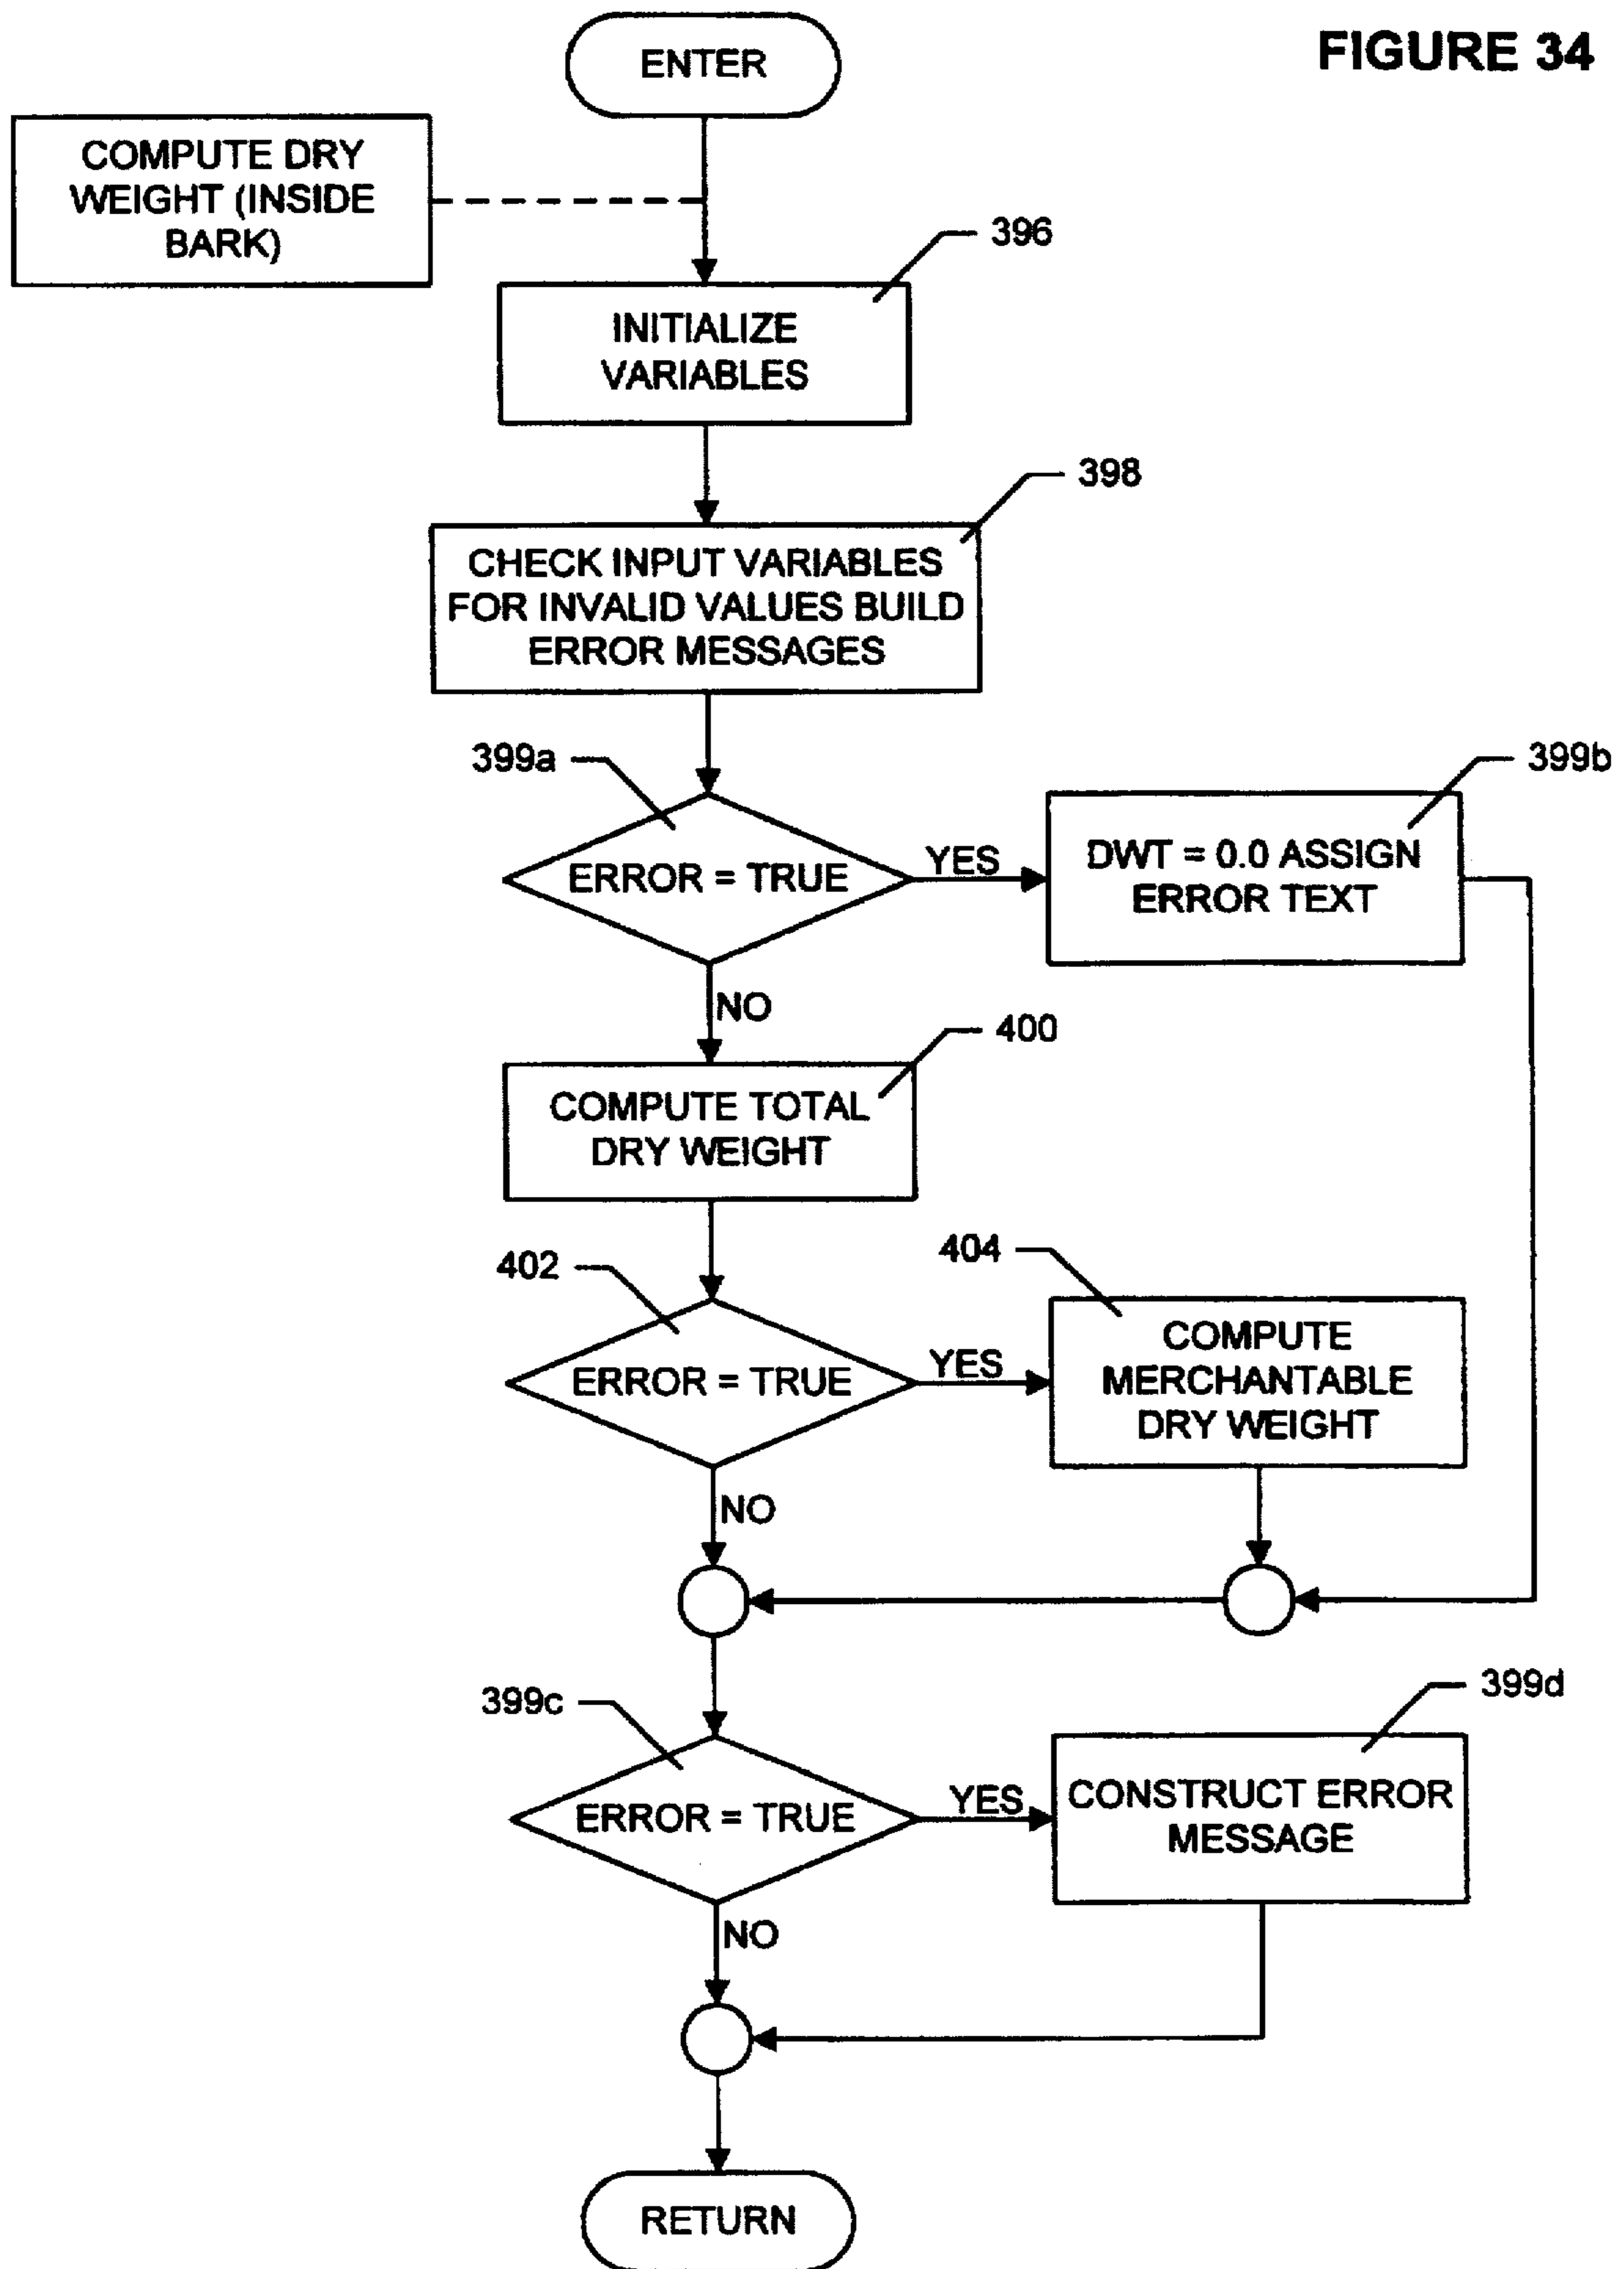 FIGURE 34
ENTER
COMPUTE DRY
WEIGHT (INSIDE
BARK)
396
INITIALIZE
VARIABLES
398
CHECK INPUT VARIABLES
FOR INVALID VALUES BUILD
ERROR MESSAGES
399a
ERROR = TRUE
YES
399b
DWT = 0.0 ASSIGN
ERROR TEXT
NO
400
COMPUTE TOTAL
DRY WEIGHT
402
ERROR = TRUE
YES
404
COMPUTE
MERCHANTABLE
DRY WEIGHT
NO
399c
ERROR = TRUE
YES
399d
CONSTRUCT ERROR
MESSAGE
NO
RETURN